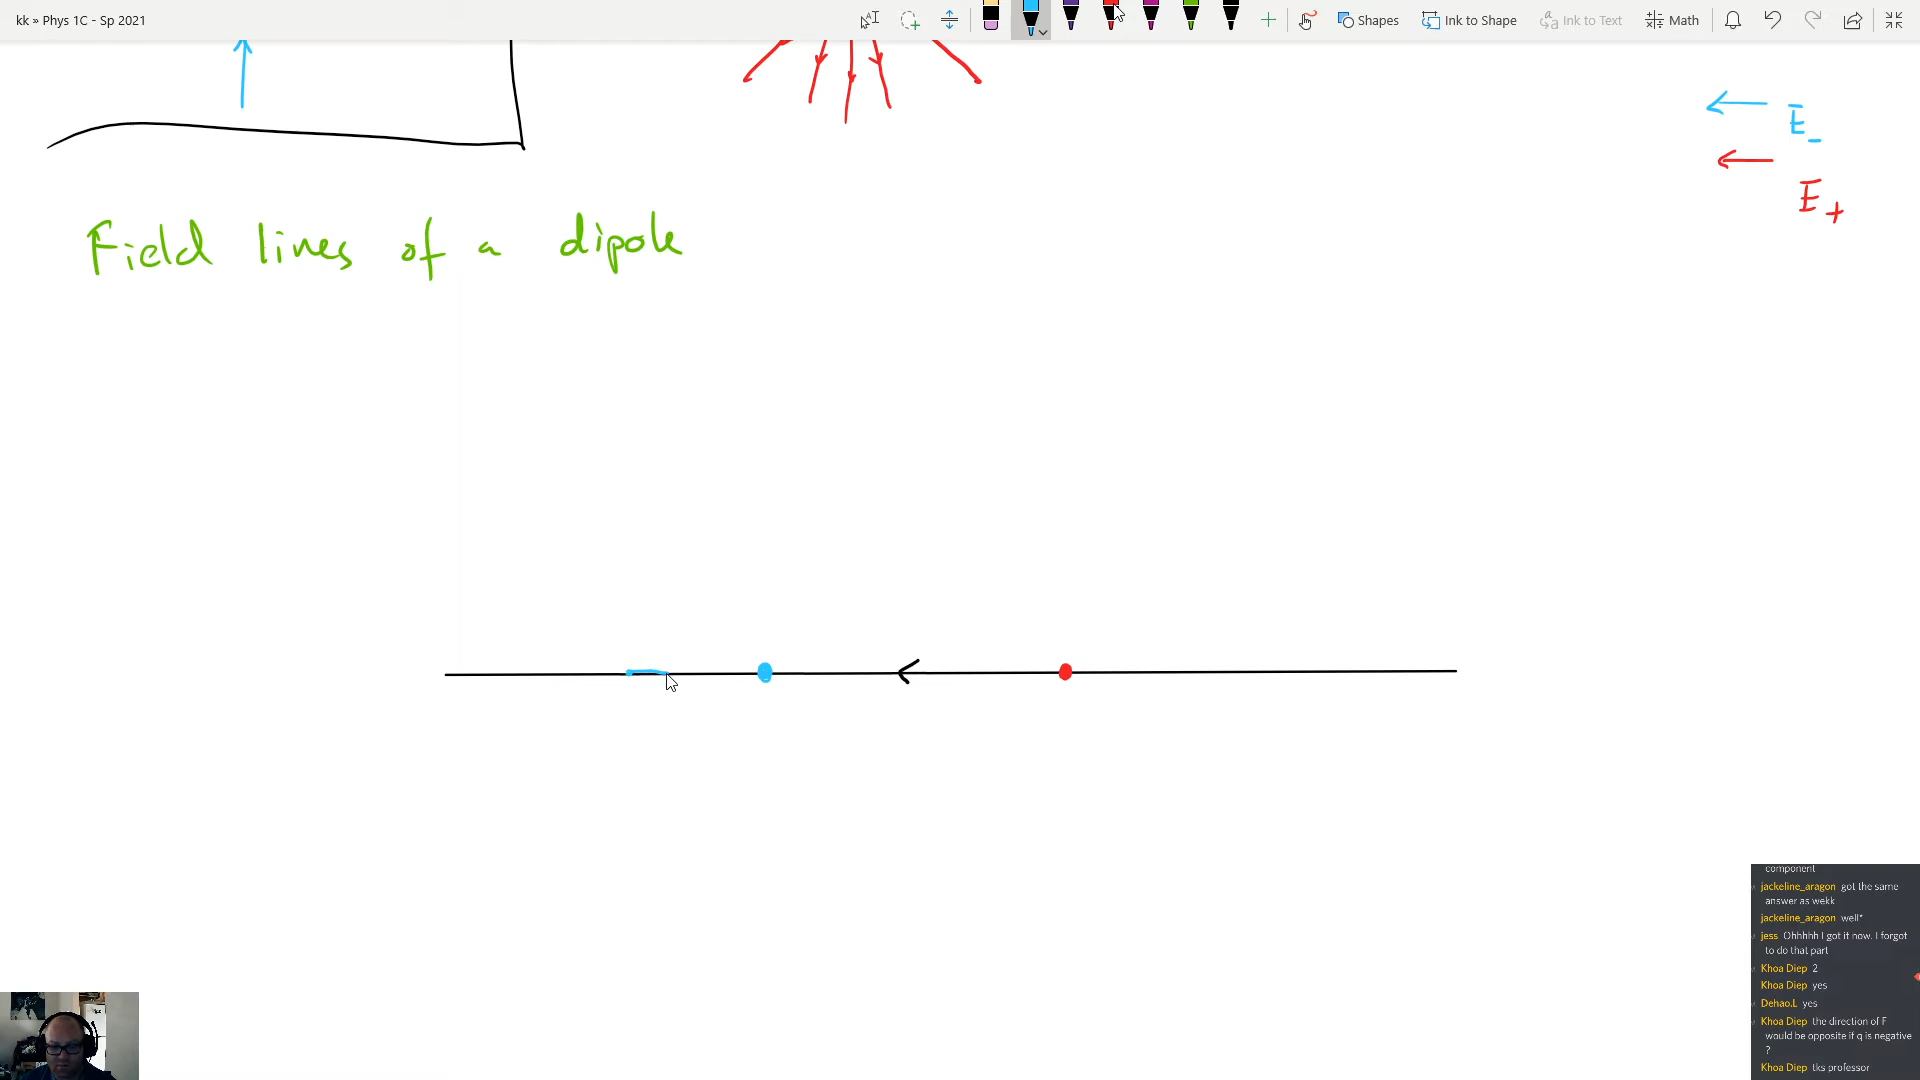 kk » Phys 1C - Sp 2021
Shapes
Ink to Shape
Ink to Text
Math
E_
E+
Field lines of a dipole
component
jackeline_aragon got the same
answer as wekk
jackeline_aragon well*
jess Ohhhhh I got it now. I forgot
to do that part
Khoa Diep 2
Khoa Diep yes
Dehao.L yes
Khoa Diep the direction of F
would be opposite if q is negative
?
Khoa Diep tks professor